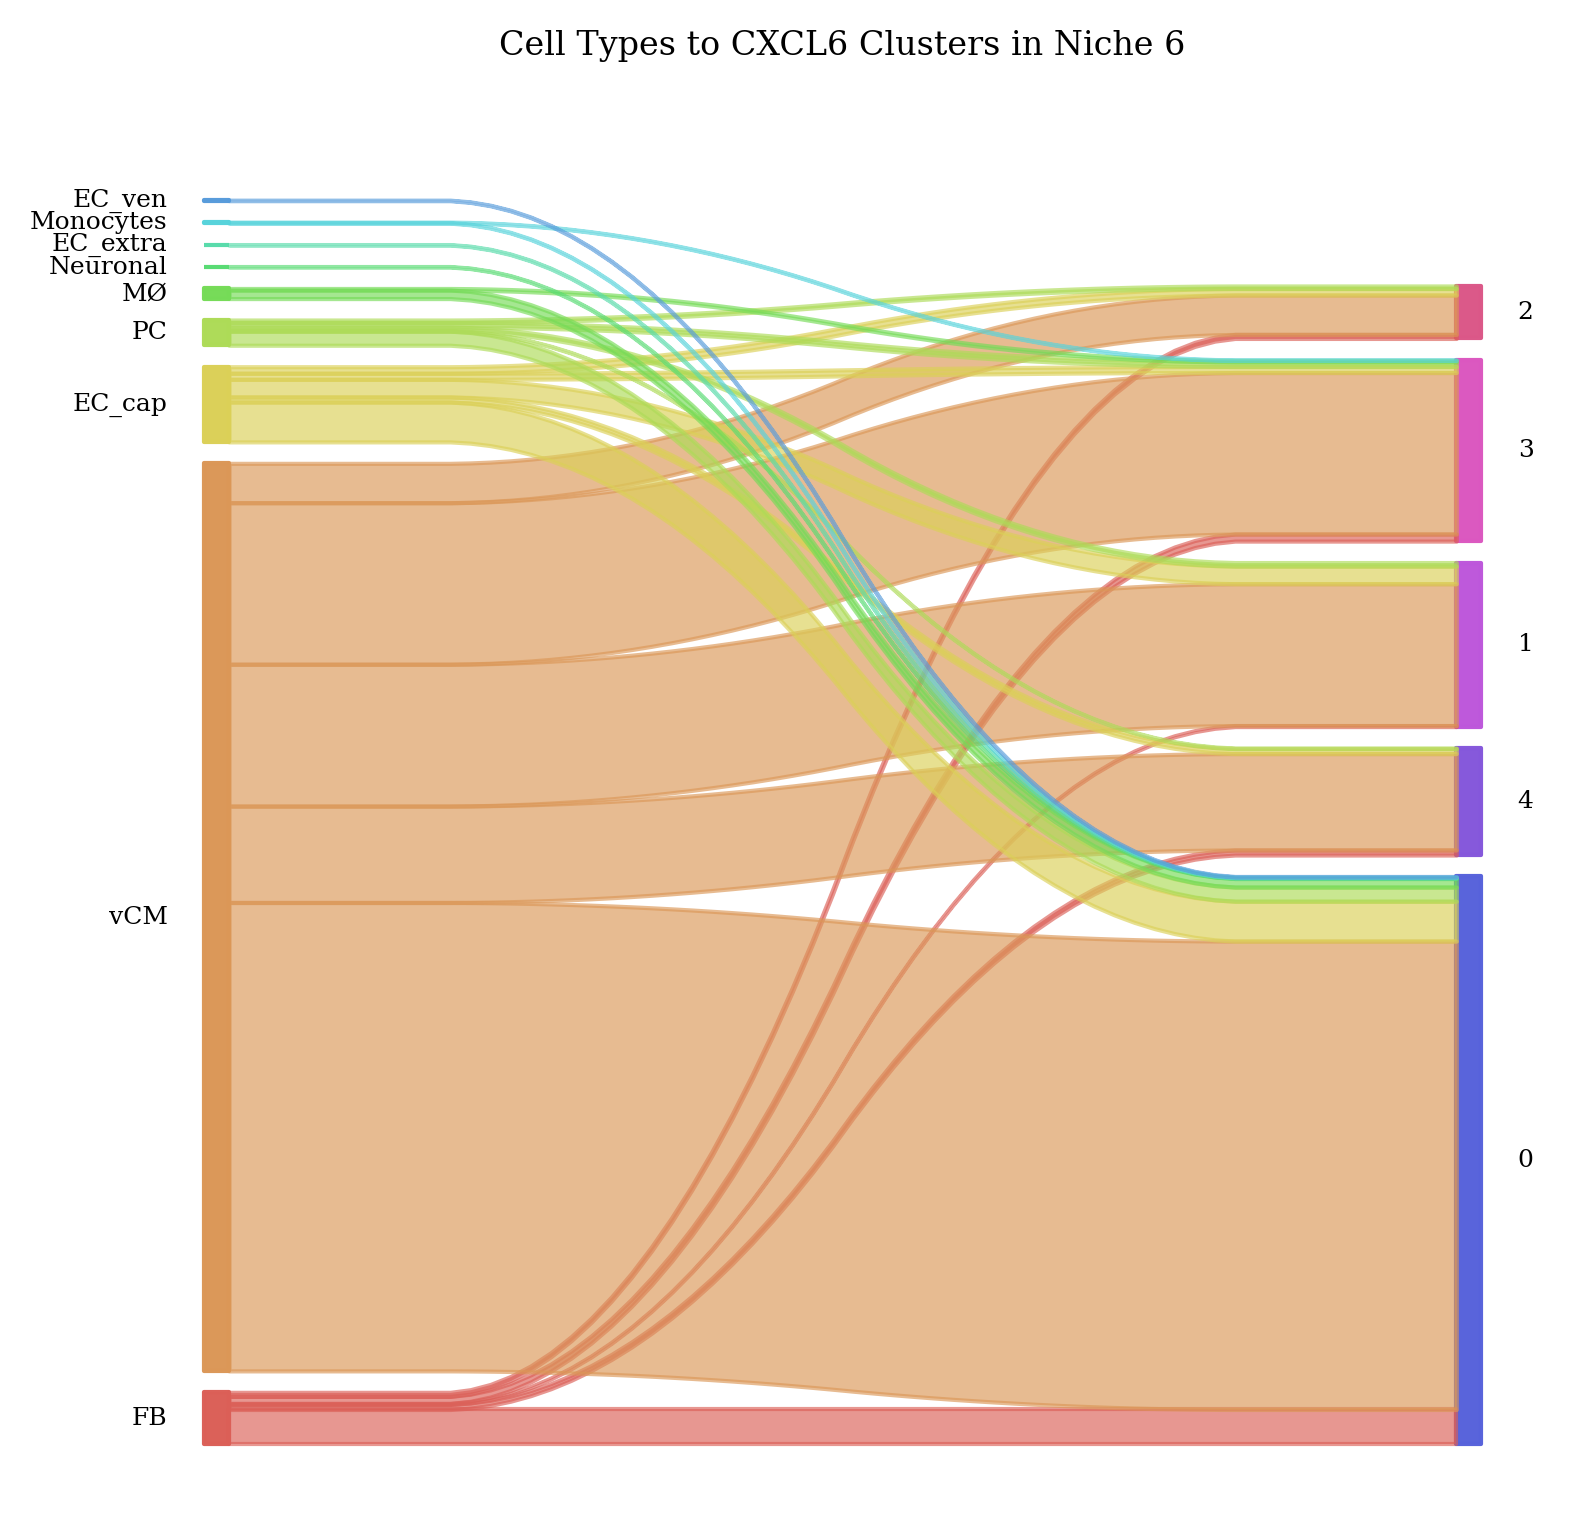 Cell Types to CXCL6 Clusters in Niche 6
EC_ven
Monocytes
EC_extra
Neuronal
MØ
PC
EC_cap
vCM
FB
2
3
1
4
0